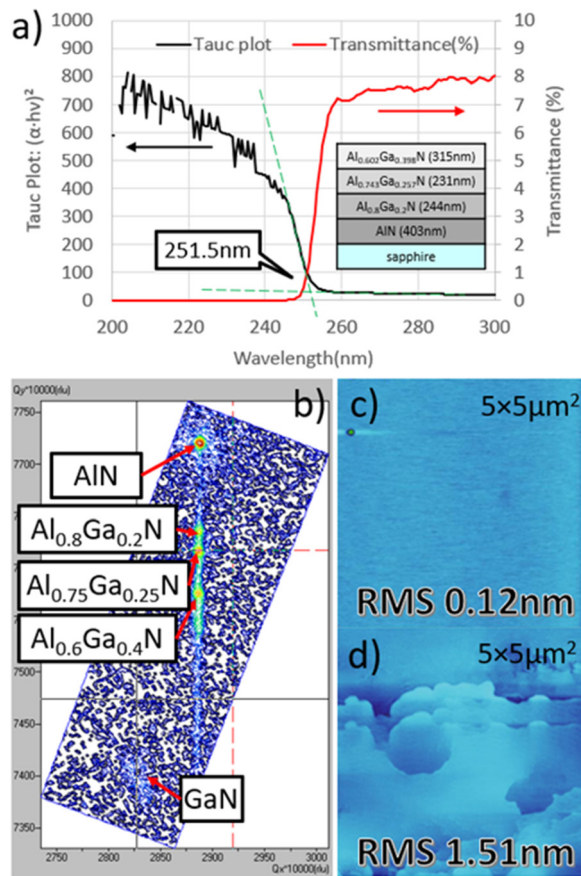 a)
Tauc plot
Transmittance(%)
1000
900
800
700
600
500
400
300
200
100
0
Tauc Plot: (α·hv)²
10
9
8
7
6
5
4
3
2
1
0
Transmittance (%)
Al0.602Ga0.398N (315nm)
Al0.743Ga0.257N (231nm)
Al0.8Ga0.2N (244nm)
AlN (403nm)
sapphire
251.5nm
200 220 240 260 280 300
Wavelength(nm)
Qy*10000(rlu)
b)
7750
7700
7550
7500
7450
7400
7350
AlN
Al0.8Ga0.2N
Al0.75Ga0.25N
Al0.6Ga0.4N
GaN
2750 2800 2850 2900 2950 3000
Qx*10000(rlu)
c)
5×5μm²
RMS 0.12nm
d)
5×5μm²
RMS 1.51nm